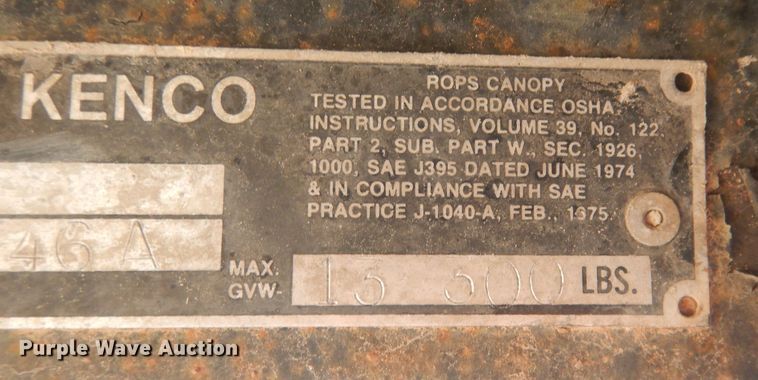 KENCO
ROPS CANOPY
TESTED IN ACCORDANCE OSHA,
INSTRUCTIONS, VOLUME 39, No. 122,
PART 2, SUB. PART W., SEC. 1926,
1000, SAE J395 DATED JUNE 1974
& IN COMPLIANCE WITH SAE
PRACTICE J-1040-A, FEB., 1975.
46 A
MAX.
GVW- 13 300 LBS.
Purple Wave Auction